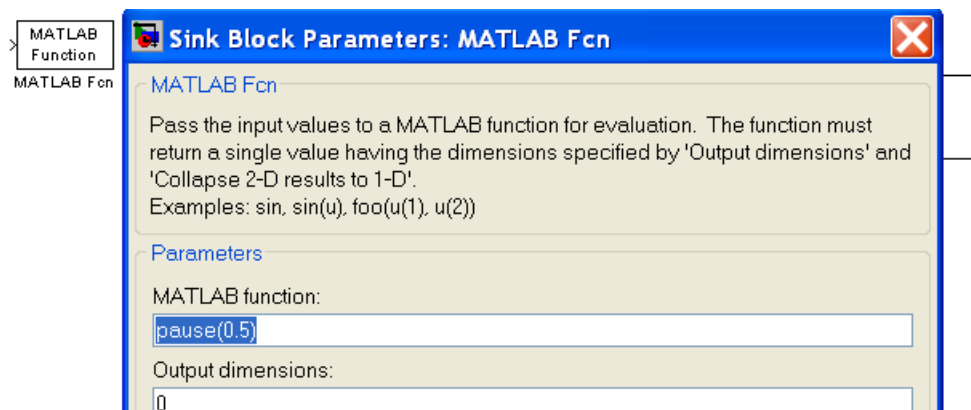 MATLAB
Function
MATLAB Fcn
Sink Block Parameters: MATLAB Fcn
MATLAB Fcn
Pass the input values to a MATLAB function for evaluation. The function must
return a single value having the dimensions specified by 'Output dimensions' and
'Collapse 2-D results to 1-D'.
Examples: sin, sin(u), foo(u(1), u(2))
Parameters
MATLAB function:
pause(0.5)
Output dimensions:
0